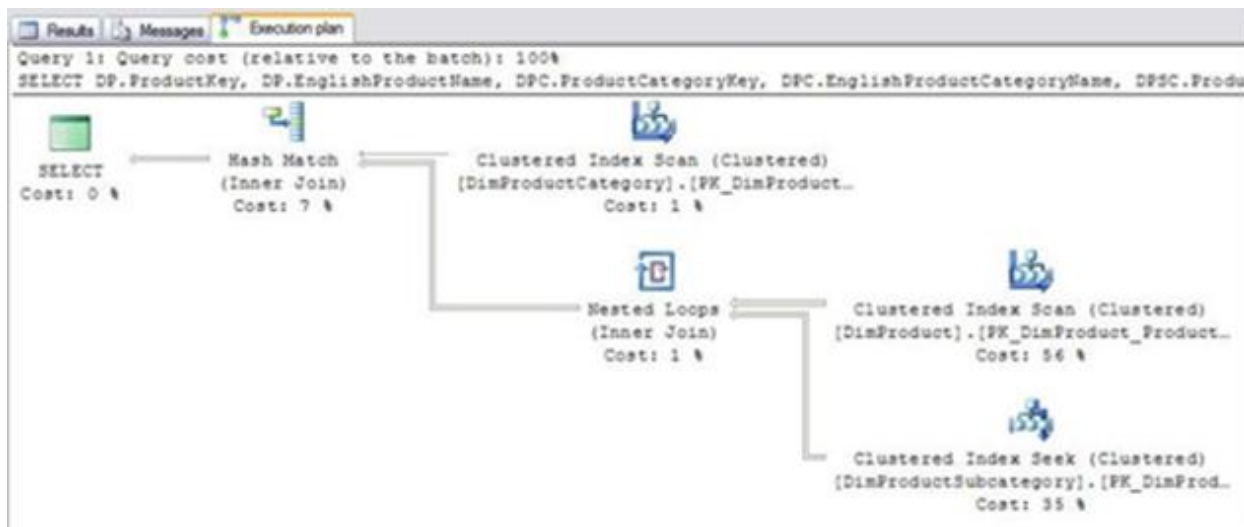 Results Messages Execution plan
Query 1: Query cost (relative to the batch): 100%
SELECT DP.ProductKey, DP.EnglishProductName, DPC.ProductCategoryKey, DPC.EnglishProductCategoryName, DPSC.Produ
SELECT
Cost: 0 %
Hash Match
(Inner Join)
Cost: 7 %
Clustered Index Scan (Clustered)
[DimProductCategory].[PK_DimProduct…
Cost: 1 %
Nested Loops
(Inner Join)
Cost: 1 %
Clustered Index Scan (Clustered)
[DimProduct].[PK_DimProduct_Product…
Cost: 56 %
Clustered Index Seek (Clustered)
[DimProductSubcategory].[PK_DimProd…
Cost: 35 %